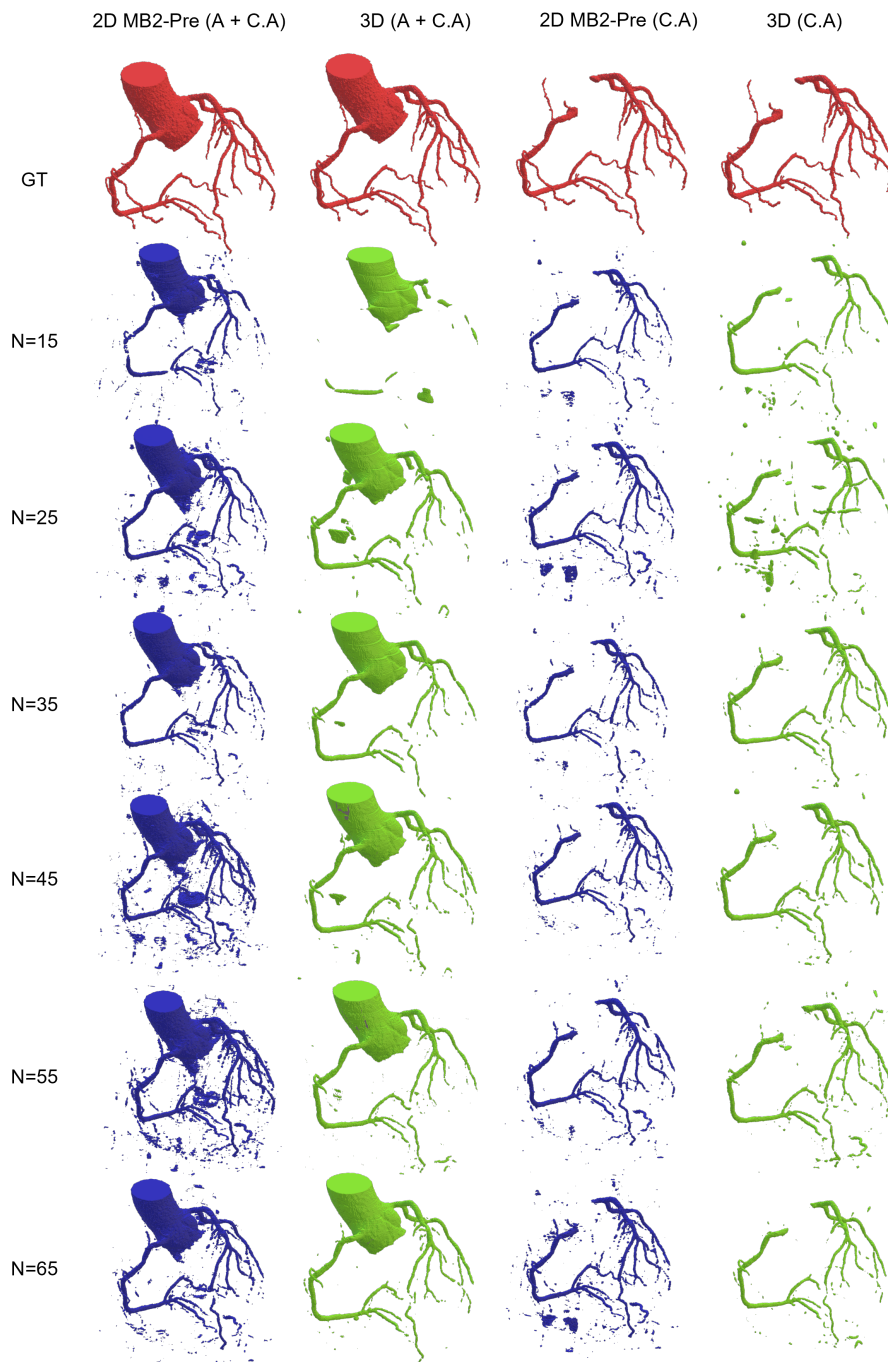 2D MB2-Pre (A + C.A) 3D (A + C.A) 2D MB2-Pre (C.A) 3D (C.A)
GT
N=15
N=25
N=35
N=45
N=55
N=65